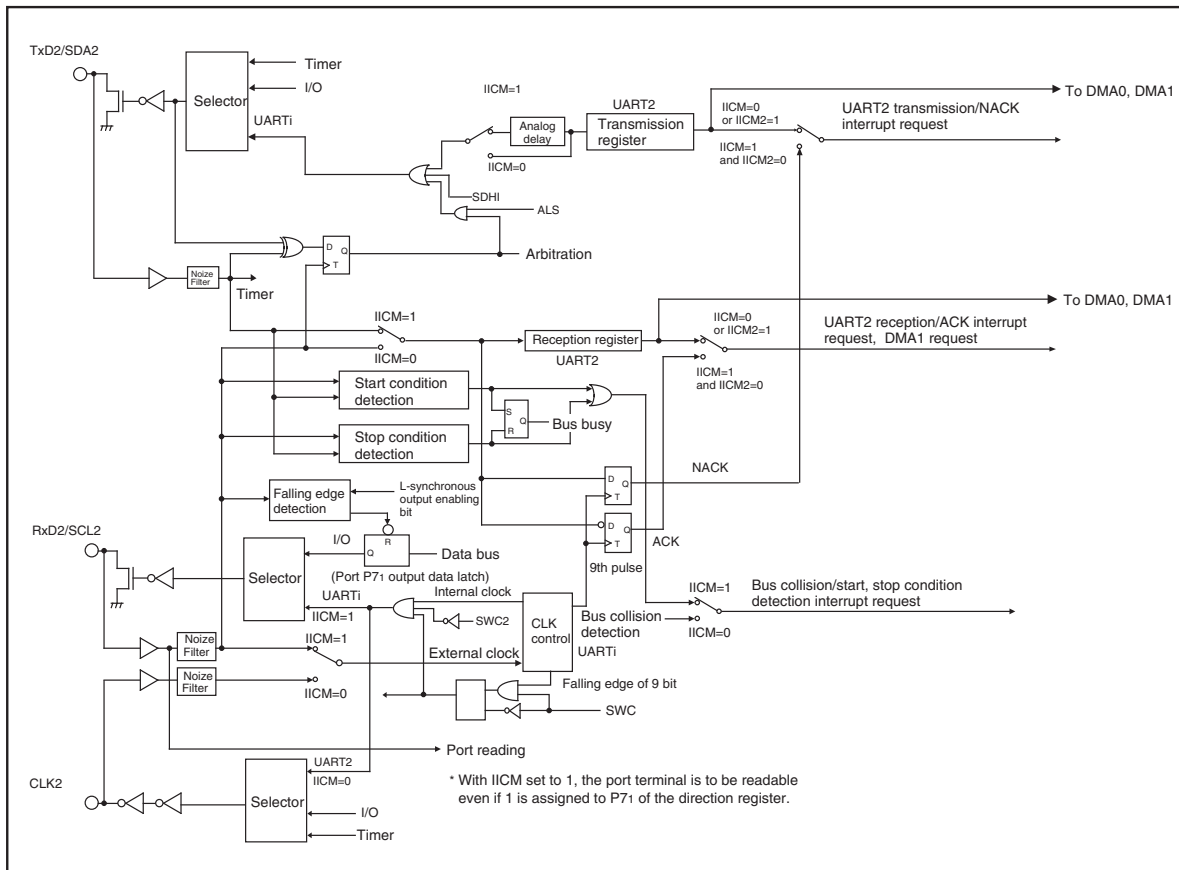 TxD2/SDA2
Selector
Timer
I/O
UARTi
IICM=1
Analog
delay
IICM=0
UART2
Transmission
register
To DMA0, DMA1
IICM=0
or IICM2=1
UART2 transmission/NACK
interrupt request
IICM=1
and IICM2=0
SDHI
ALS
D
Q
T
Arbitration
Noize
Filter
Timer
IICM=1
IICM=0
Reception register
UART2
To DMA0, DMA1
IICM=0
or IICM2=1
UART2 reception/ACK interrupt
request, DMA1 request
IICM=1
and IICM2=0
Start condition
detection
S
R
Q
Bus busy
Stop condition
detection
NACK
D
Q
T
Falling edge
detection
L-synchronous
output enabling
bit
D
Q
T
ACK
9th pulse
RxD2/SCL2
I/O
R
Q
Data bus
(Port P71 output data latch)
Selector
UARTi
IICM=1
Internal clock
SWC2
CLK
control
UARTi
Bus collision
detection
IICM=1
IICM=0
Bus collision/start, stop condition
detection interrupt request
Noize
Filter
IICM=1
External clock
Noize
Filter
IICM=0
Falling edge of 9 bit
SWC
Port reading
CLK2
Selector
UART2
IICM=0
I/O
Timer
* With IICM set to 1, the port terminal is to be readable
even if 1 is assigned to P71 of the direction register.